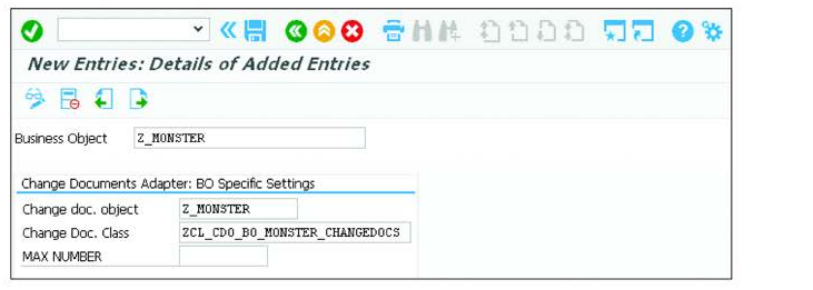 New Entries: Details of Added Entries
Business Object Z_MONSTER
Change Documents Adapter: BO Specific Settings
Change doc. object Z_MONSTER
Change Doc. Class ZCL_CDO_BO_MONSTER_CHANGEDOCS
MAX NUMBER